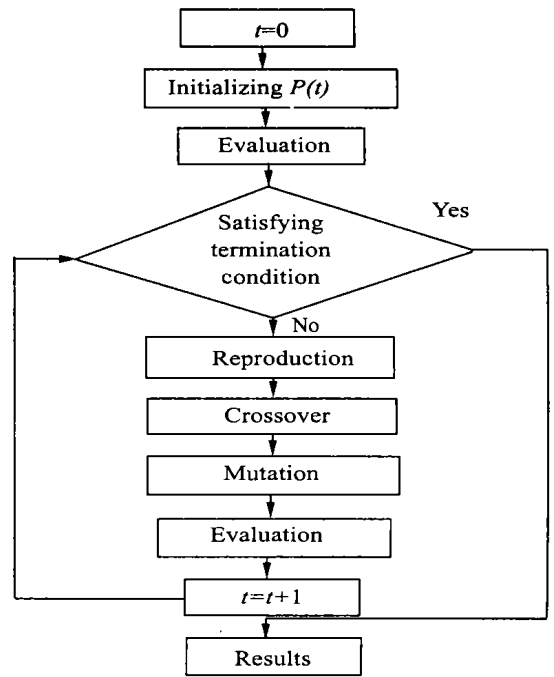 t=0
Initializing P(t)
Evaluation
Yes
Satisfying
termination
condition
No
Reproduction
Crossover
Mutation
Evaluation
t=t+1
Results